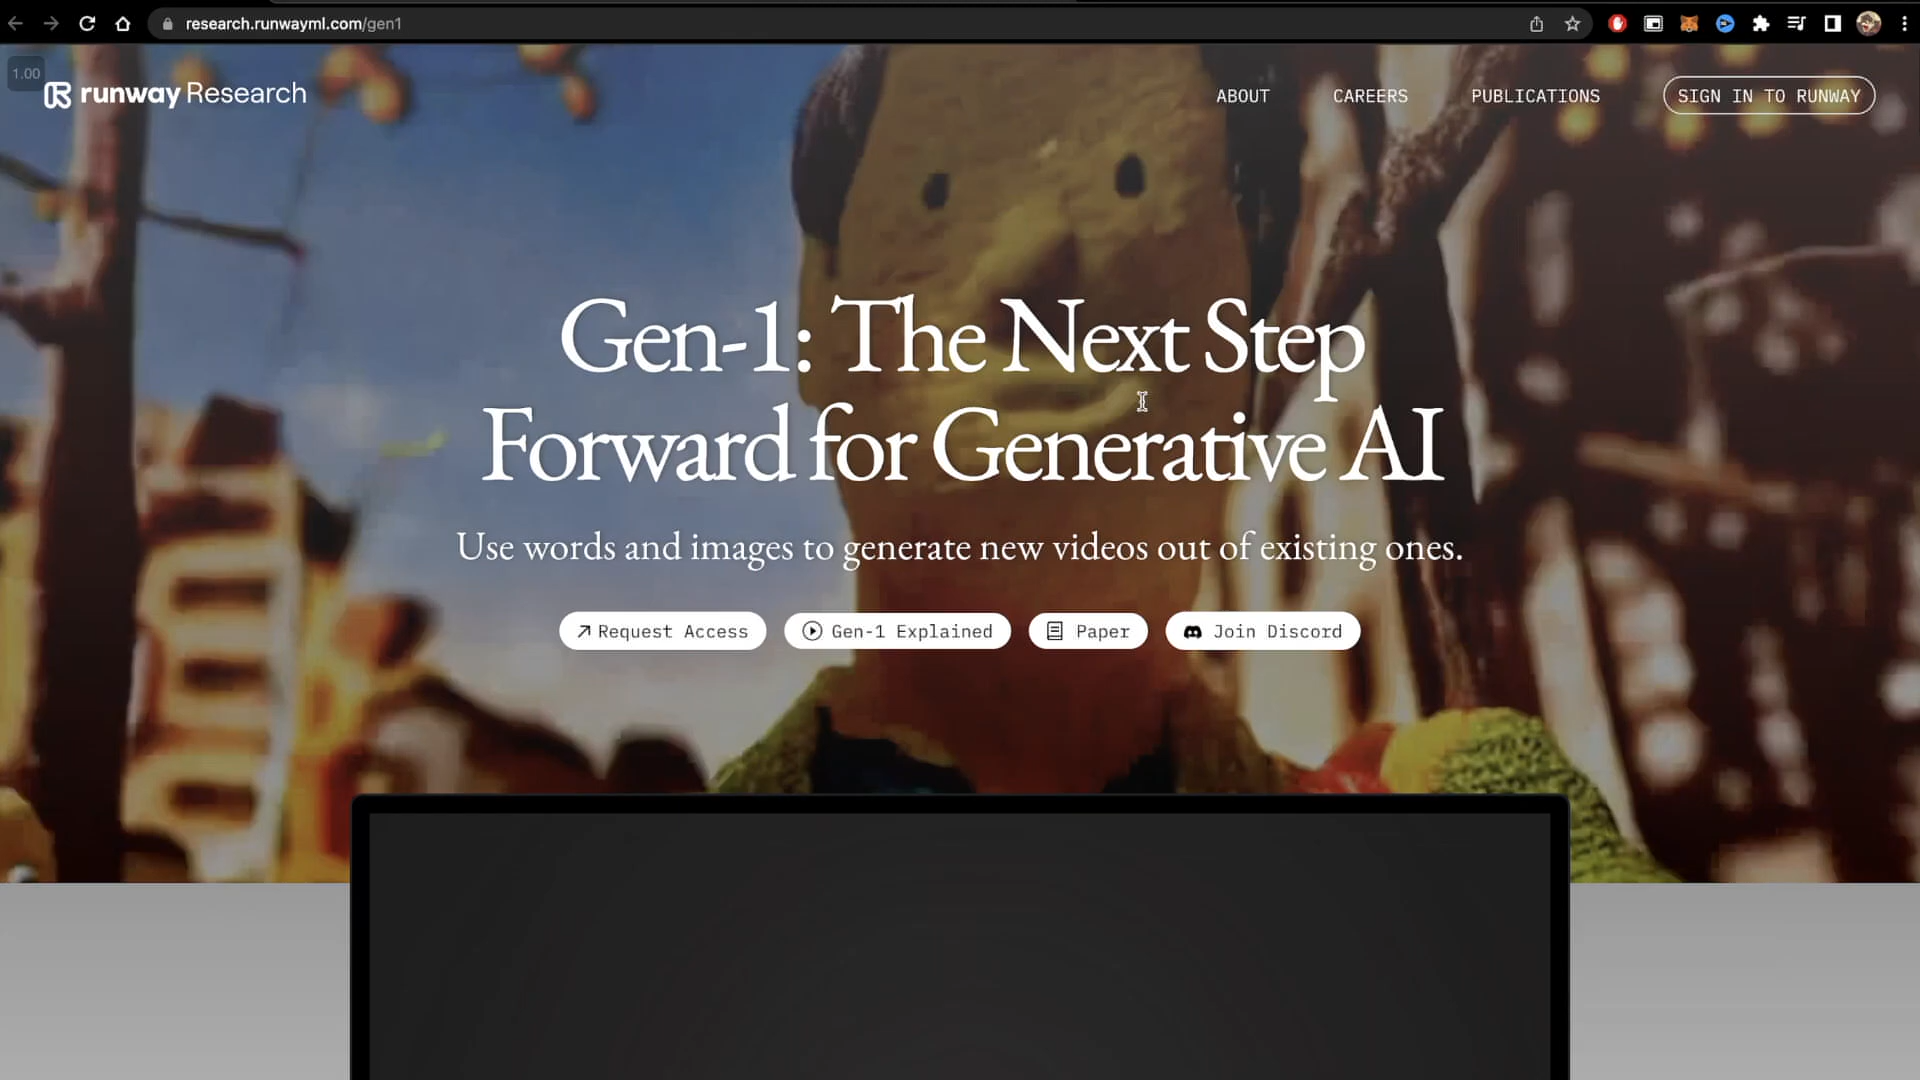 research.runwayml.com/gen1
1.00
runway Research
ABOUT
CAREERS
PUBLICATIONS
SIGN IN TO RUNWAY
Gen-1: The Next Step
Forward for Generative AI
Use words and images to generate new videos out of existing ones.
Request Access
Gen-1 Explained
Paper
Join Discord